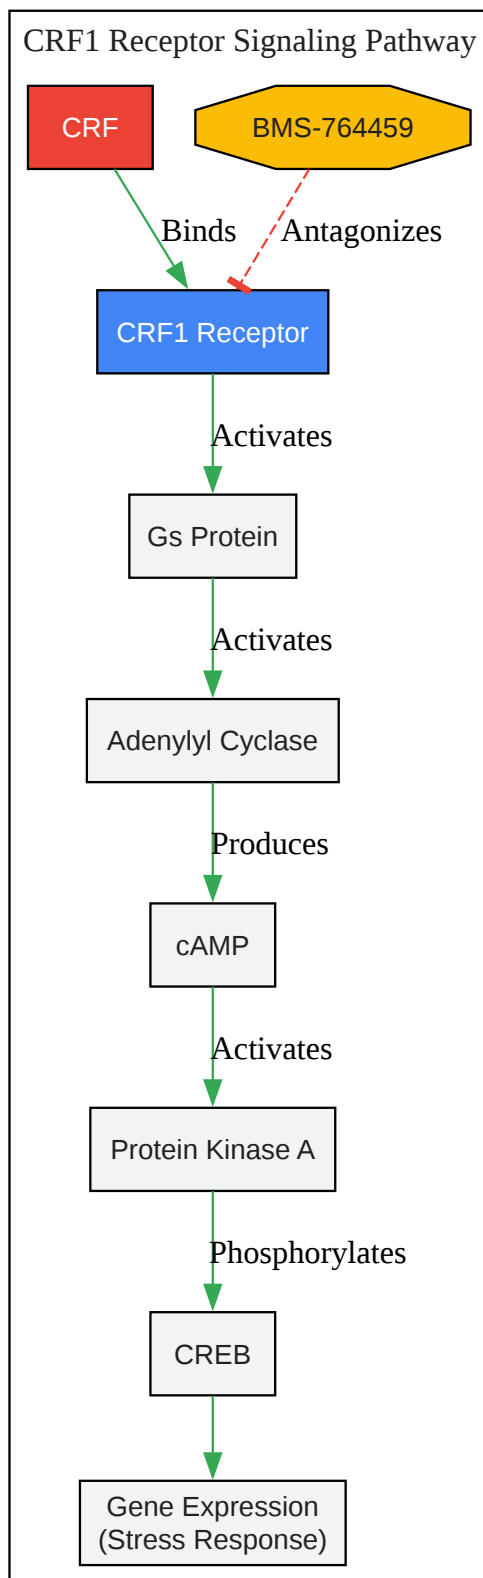 CRF1 Receptor Signaling Pathway
CRF
BMS-764459
Binds
Antagonizes
CRF1 Receptor
Activates
Gs Protein
Activates
Adenylyl Cyclase
Produces
cAMP
Activates
Protein Kinase A
Phosphorylates
CREB
Gene Expression
(Stress Response)